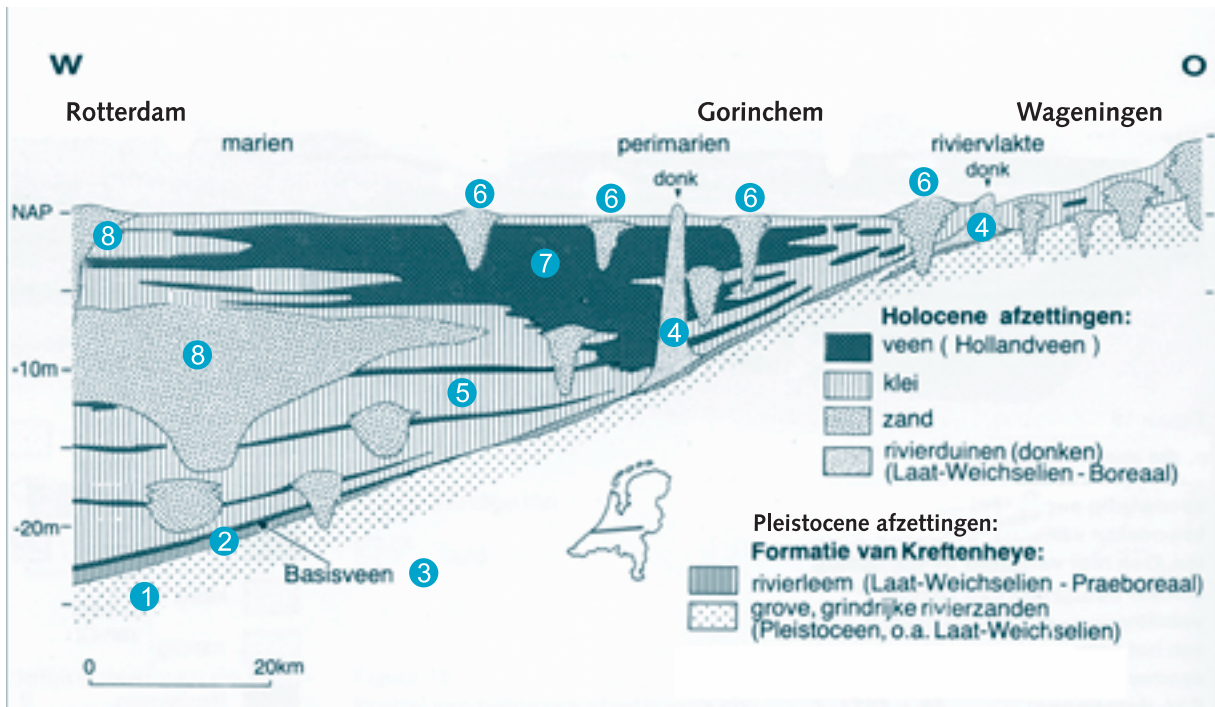 W
O
Rotterdam
Gorinchem
Wageningen
marien
perimarien
riviervlakte
donk
donk
6
6
6
6
NAP
8
4
7
4
8
-10m
5
Holocene afzettingen:
veen ( Hollandveen )
klei
zand
rivierduinen (donken)
(Laat-Weichselien - Boreaal)
-20m
2
Basisveen
3
1
Pleistocene afzettingen:
Formatie van Kreftenheye:
rivierleem (Laat-Weichselien - Praeboreaal)
grove, grindrijke rivierzanden
(Pleistoceen, o.a. Laat-Weichselien)
0
20km